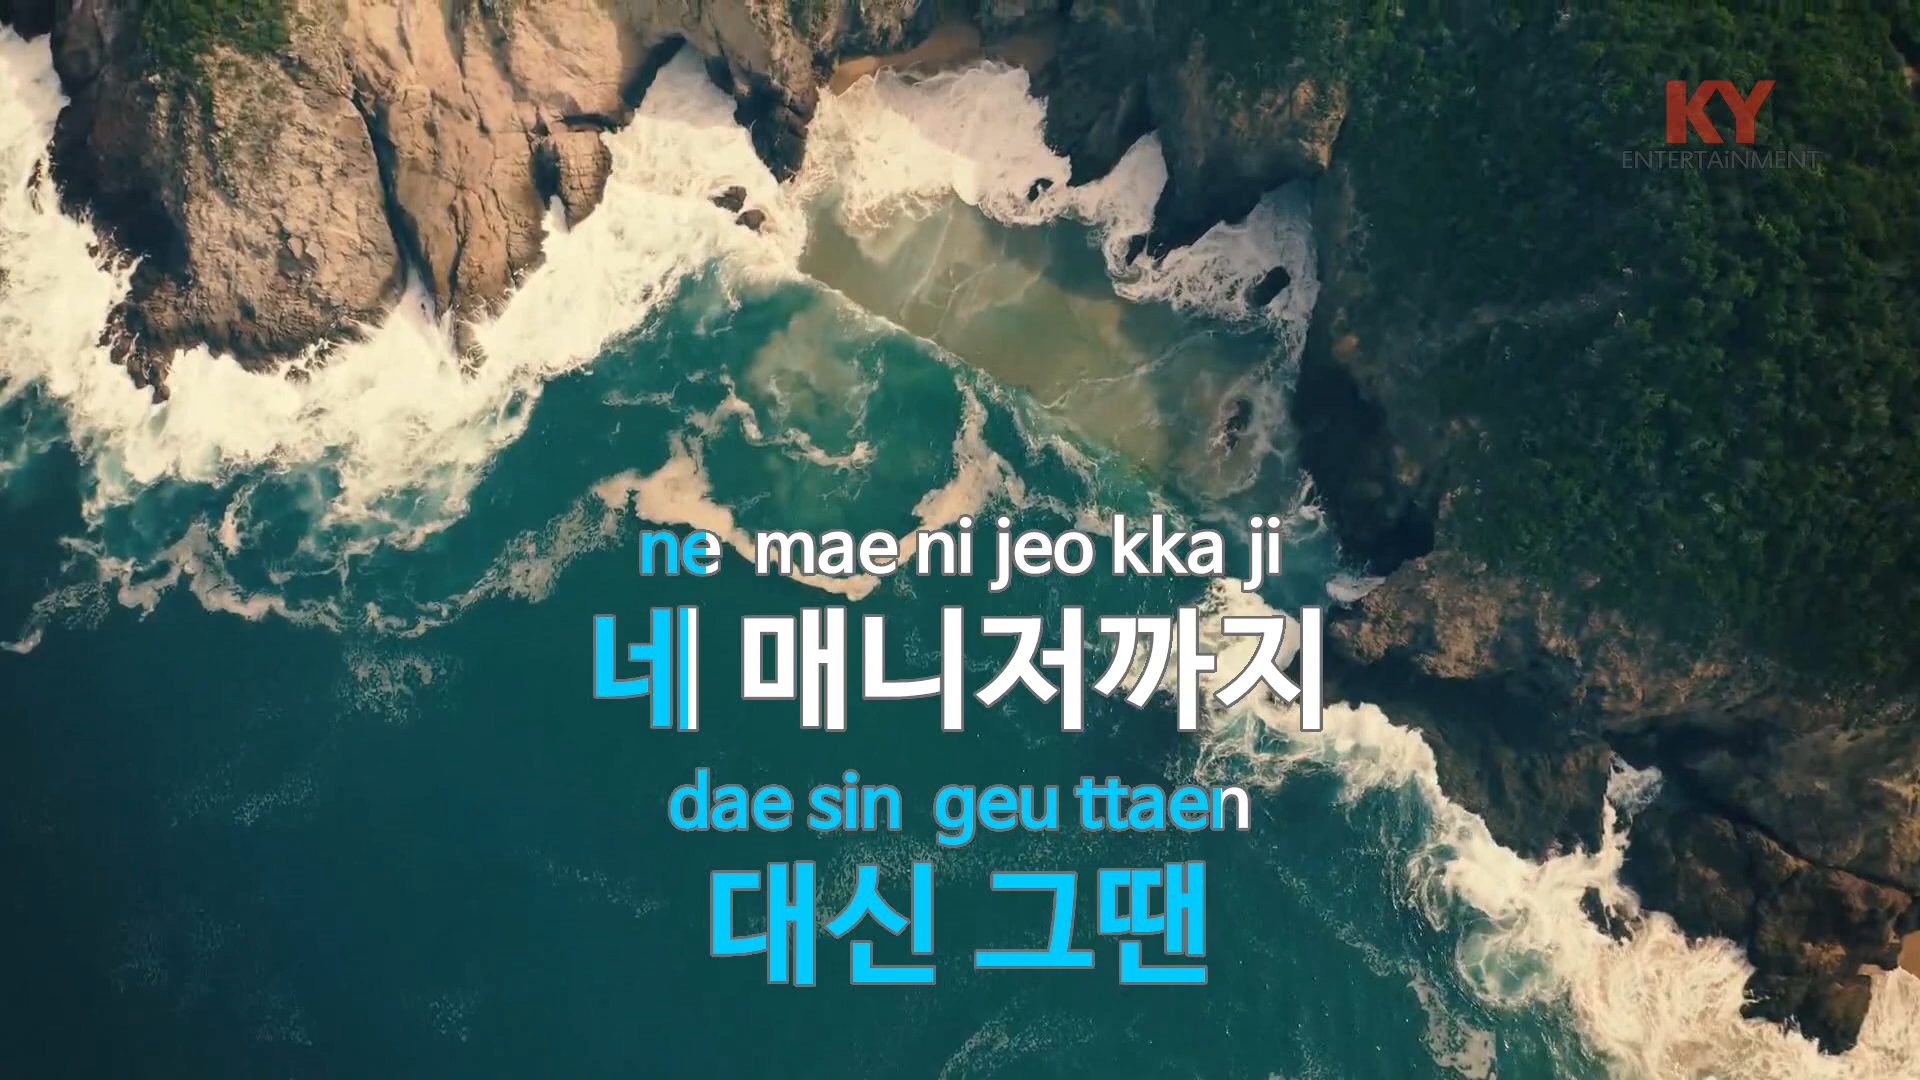 KY
ENTERTAiNMENT
ne mae ni jeo kka ji
네 매니저까지
dae sin geu ttaen
대신 그땐